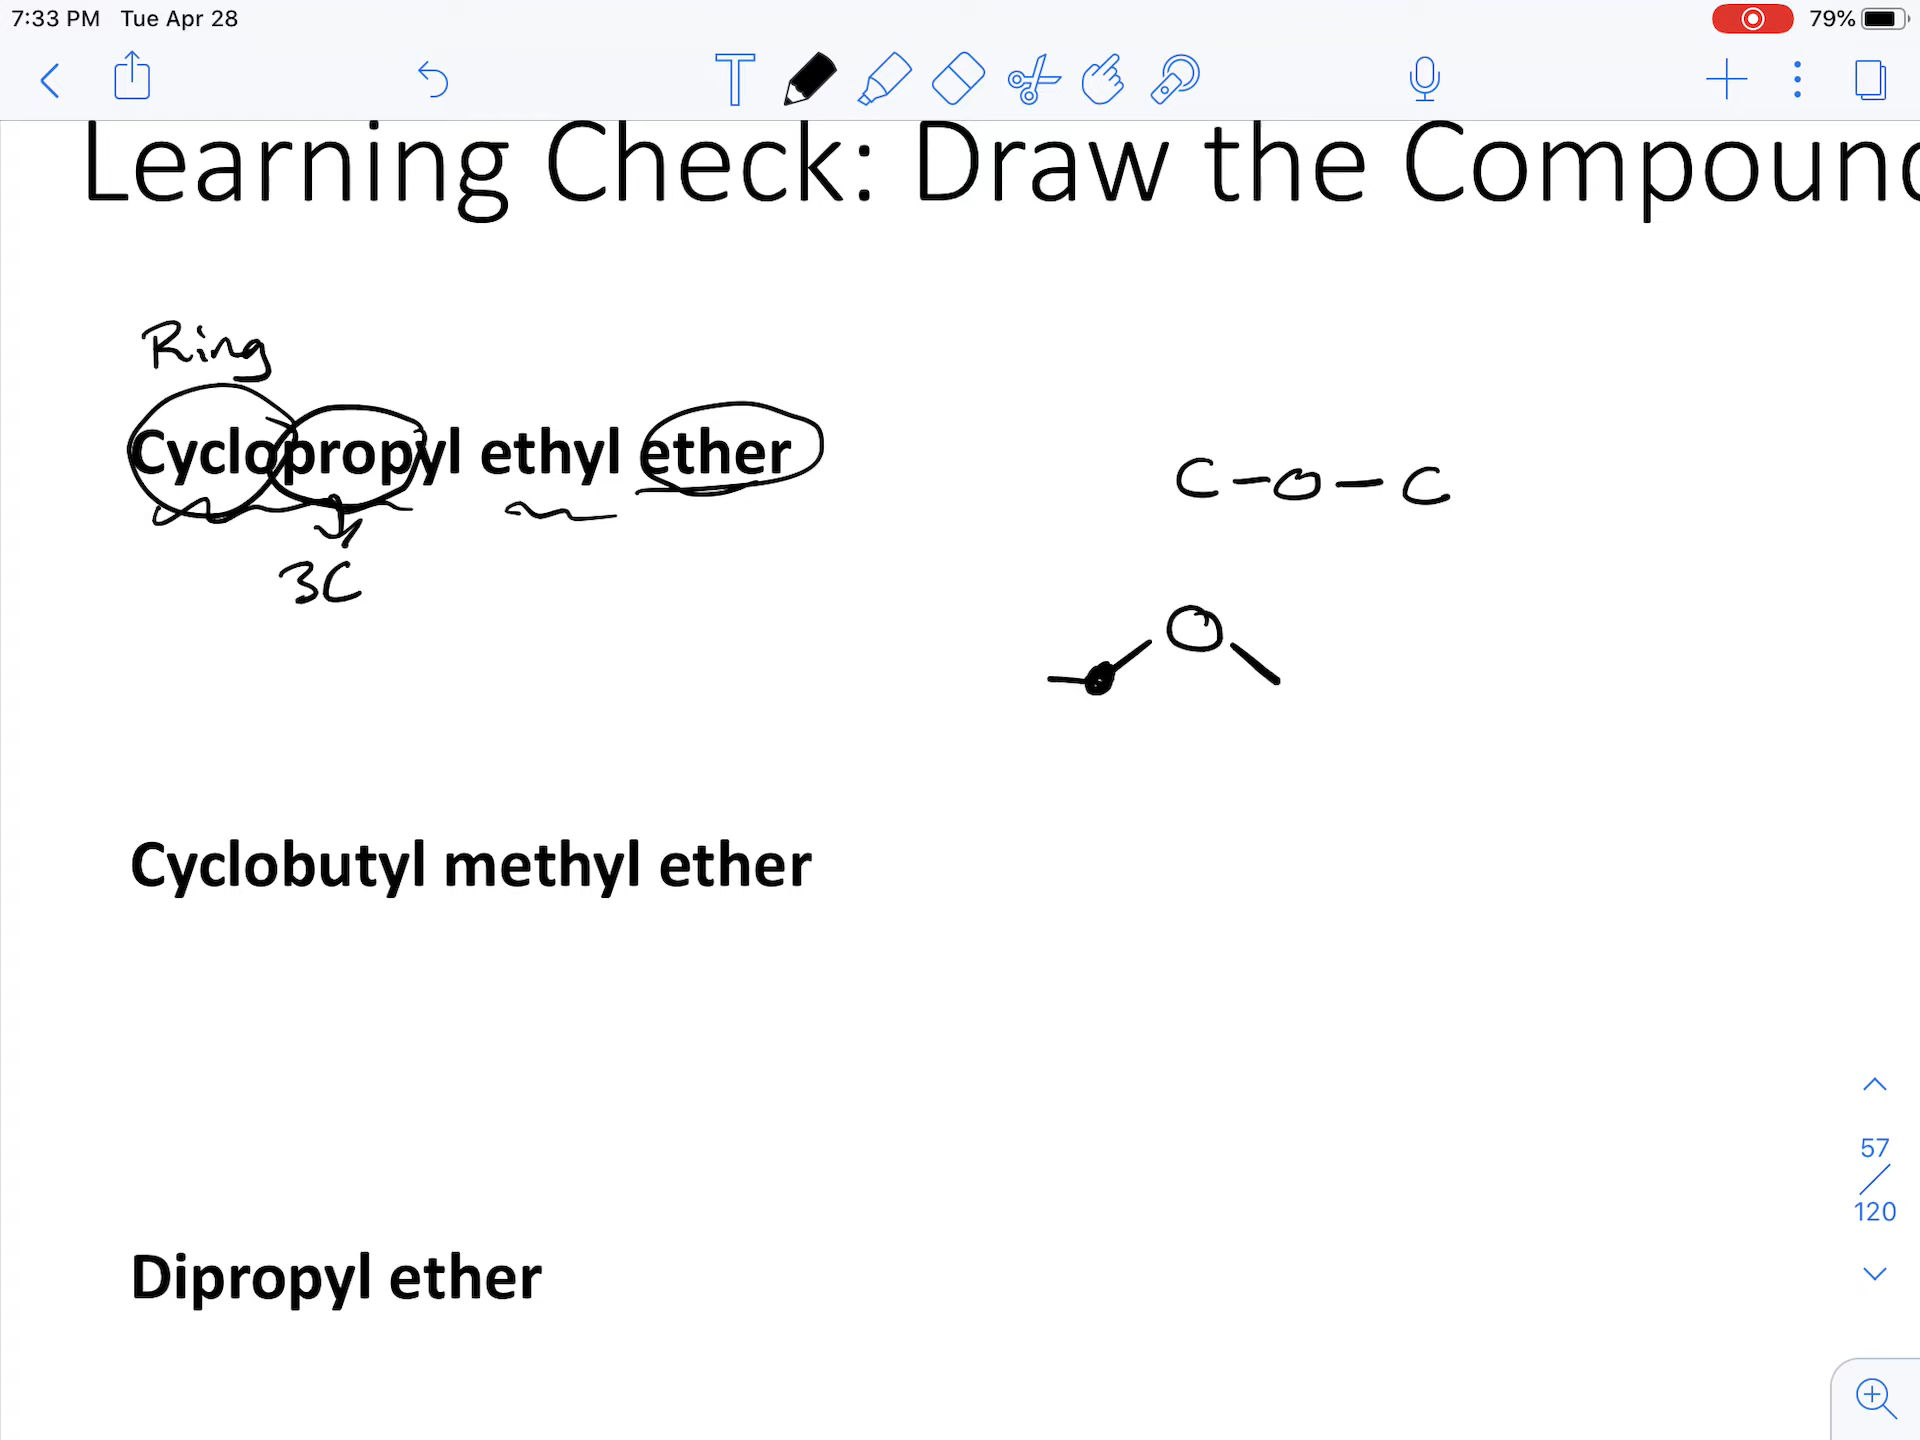 7:33 PM Tue Apr 28
79%
T
Learning Check: Draw the Compoun
Ring
Cyclopropyl ethyl ether
C-O-C
3C
O
Cyclobutyl methyl ether
57
120
Dipropyl ether